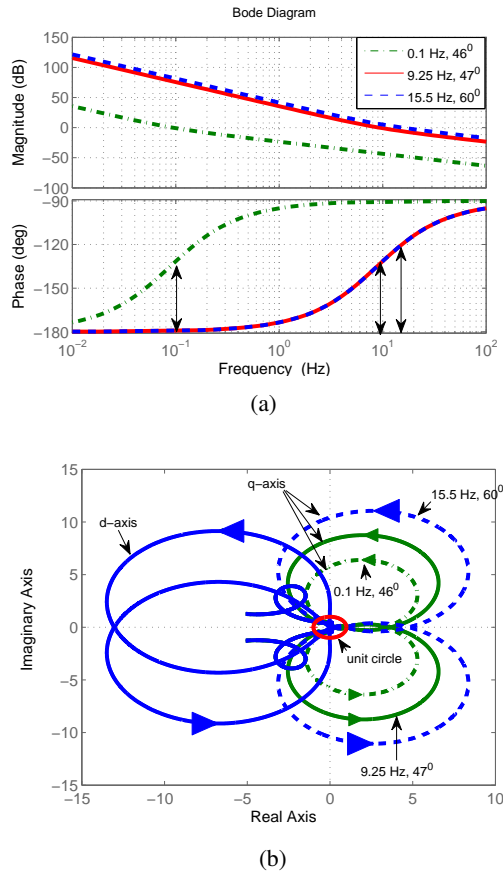 Bode Diagram
150
100
50
0
−50
−100
Magnitude (dB)
0.1 Hz, 46⁰
9.25 Hz, 47⁰
15.5 Hz, 60⁰
−90
−120
−150
−180
Phase (deg)
10⁻² 10⁻¹ 10⁰ 10¹ 10²
Frequency (Hz)
(a)
15
10
5
0
−5
−10
−15
Imaginary Axis
d-axis
q-axis
15.5 Hz, 60⁰
0.1 Hz, 46⁰
unit circle
9.25 Hz, 47⁰
−15 −10 −5 0 5 10
Real Axis
(b)